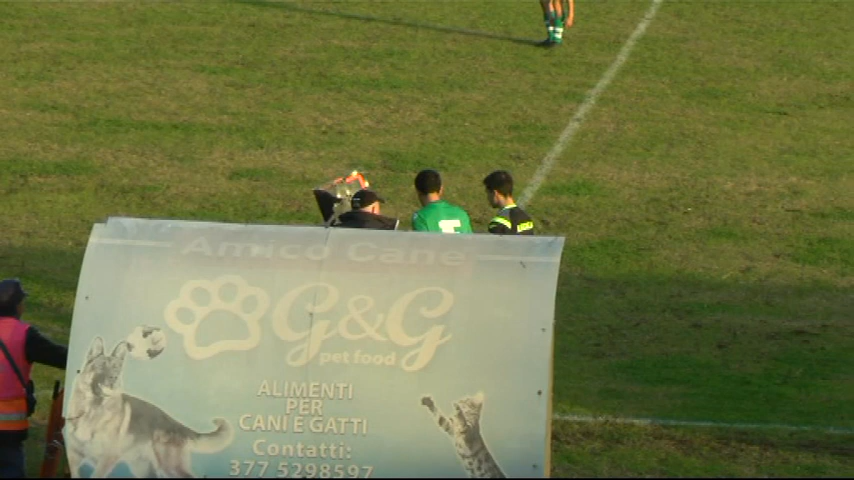 Amico Cane
G&G
pet food
ALIMENTI
PER
CANI E GATTI
Contatti:
377 5298597